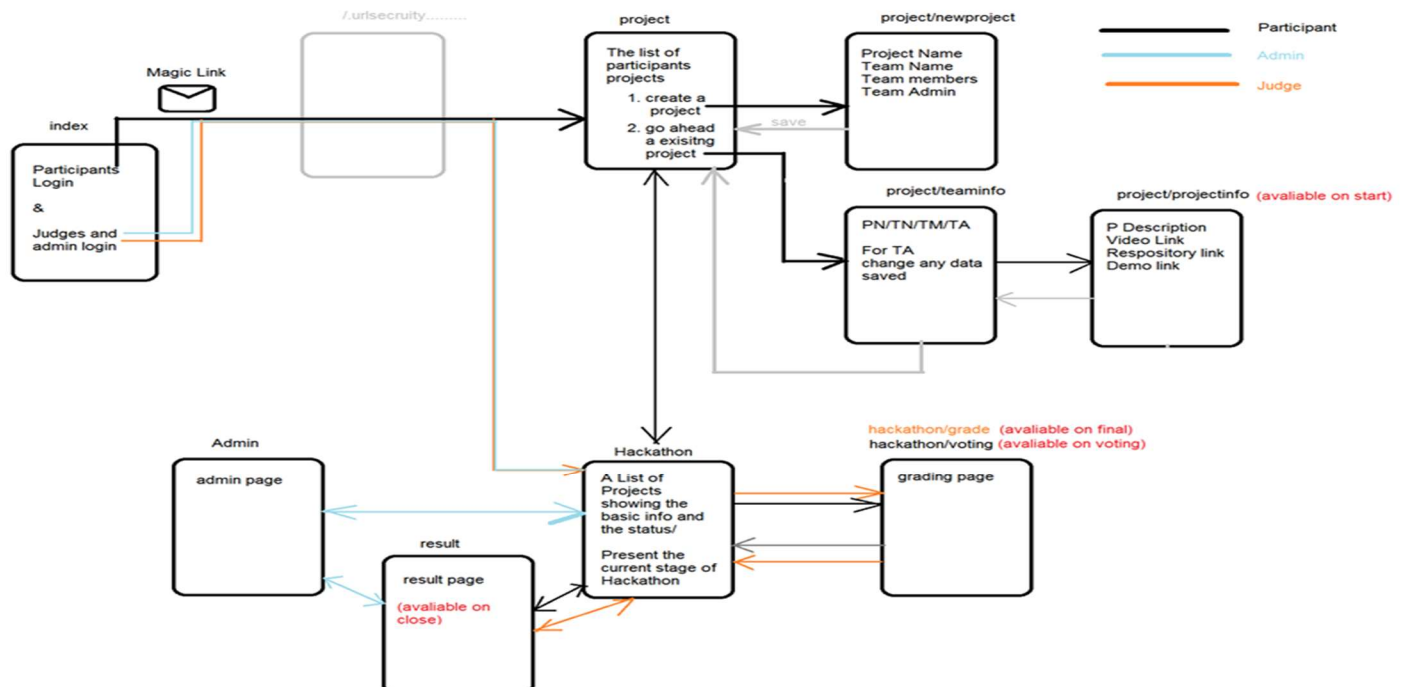 /.urlsecruity.........
project
project/newproject
Participant
Admin
Judge
Magic Link
index
Participants
Login
&
Judges and
admin login
The list of
participants
projects
1. create a
project
2. go ahead
a exisitng
project
save
Project Name
Team Name
Team members
Team Admin
project/teaminfo
PN/TN/TM/TA
For TA
change any data
saved
project/projectinfo (avaliable on start)
P Description
Video Link
Respository link
Demo link
Admin
admin page
result
result page
(avaliable on
close)
Hackathon
A List of
Projects
showing the
basic info and
the status/
Present the
current stage of
Hackathon
hackathon/grade (avaliable on final)
hackathon/voting (avaliable on voting)
grading page